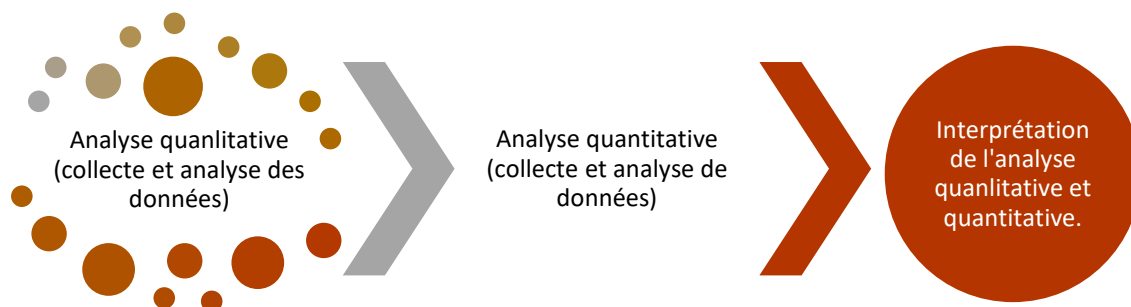 Analyse quanlitative
(collecte et analyse des
données)
Analyse quantitative
(collecte et analyse de
données)
Interprétation
de l'analyse
quanlitative et
quantitative.